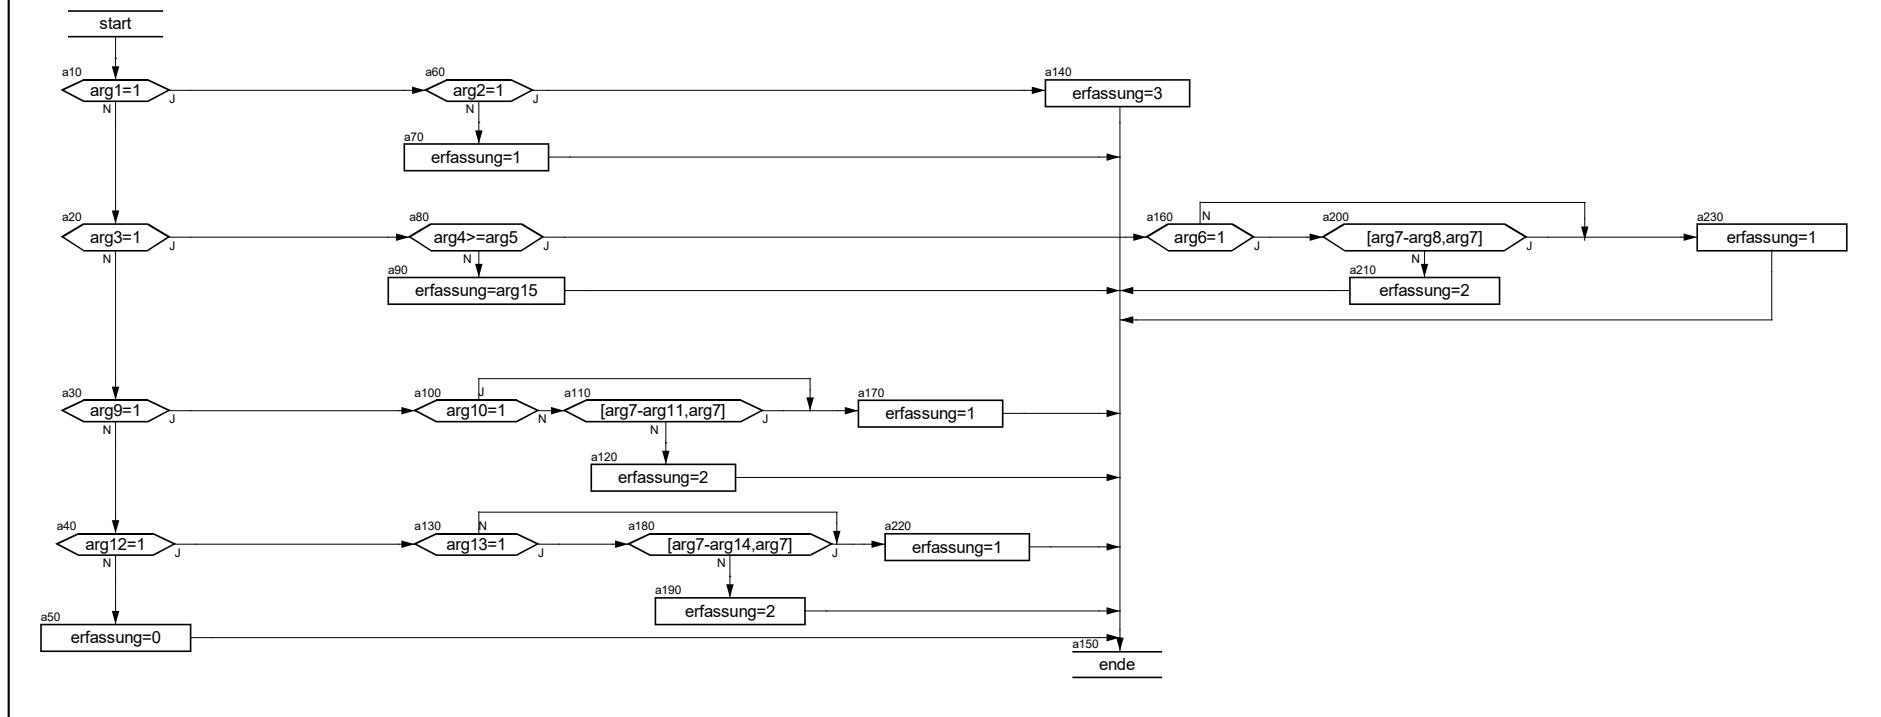 start
a10
arg1=1
J
N
a60
arg2=1
J
N
a140
erfassung=3
a70
erfassung=1
a20
arg3=1
J
N
a80
arg4>=arg5
J
N
a160
N
arg6=1
J
a200
[arg7-arg8,arg7]
J
N
a230
erfassung=1
a90
erfassung=arg15
a210
erfassung=2
a30
arg9=1
J
N
a100
J
arg10=1
N
a110
[arg7-arg11,arg7]
J
N
a170
erfassung=1
a120
erfassung=2
a40
arg12=1
J
N
a130
N
arg13=1
J
a180
[arg7-arg14,arg7]
J
N
a220
erfassung=1
a190
erfassung=2
a50
erfassung=0
a150
ende